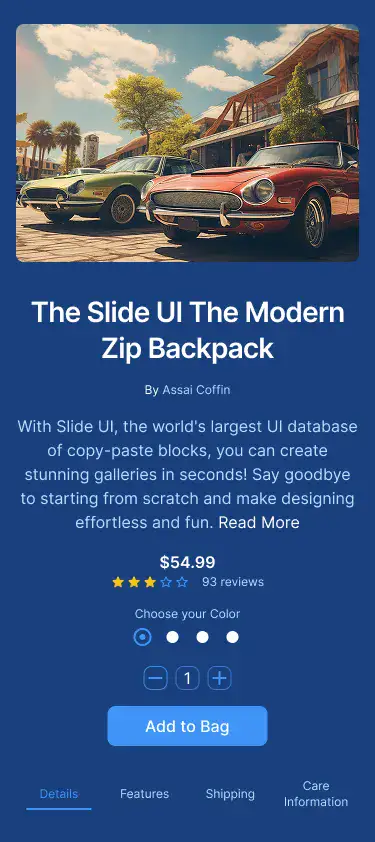 The Slide UI The Modern
Zip Backpack
By Assai Coffin
With Slide UI, the world's largest UI database
of copy-paste blocks, you can create
stunning galleries in seconds! Say goodbye
to starting from scratch and make designing
effortless and fun. Read More
$54.99
93 reviews
Choose your Color
1
Add to Bag
Details Features Shipping Care
Information